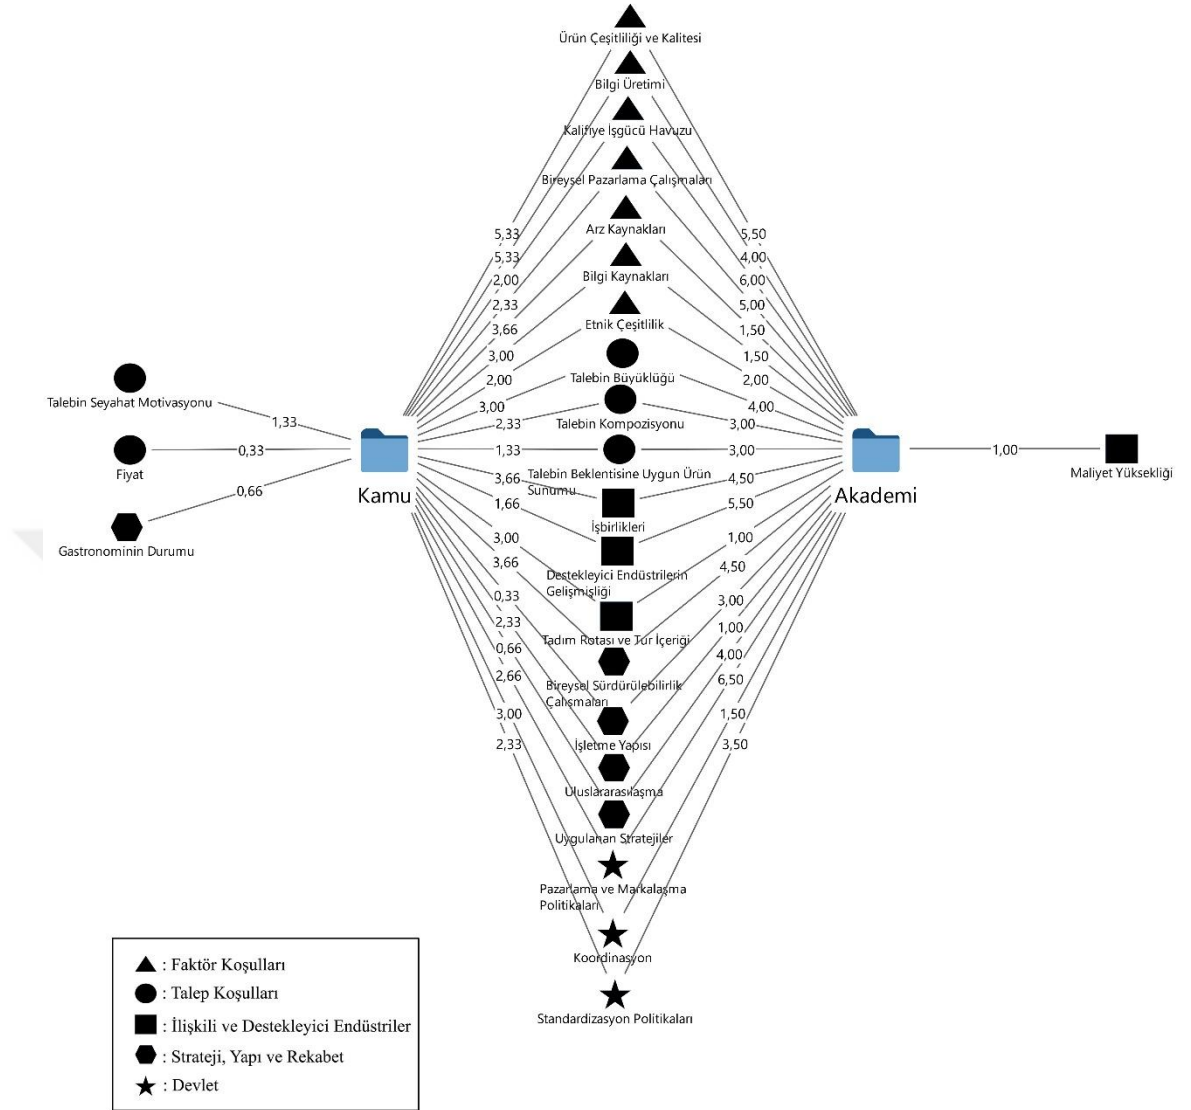 Ürün Çeşitliliği ve Kalitesi
Bilgi Üretimi
Kalifiye İşgücü Havuzu
Bireysel Pazarlama Çalışmaları
5,33
Arz Kaynakları
5,50
5,33
4,00
Bilgi Kaynakları
2,00
6,00
2,33
5,00
Etnik Çeşitlilik
3,66
1,50
3,00
1,50
2,00
Talebin Büyüklüğü
2,00
Talebin Seyahat Motivasyonu
3,00
4,00
1,33
2,33
Talebin Kompozisyonu
3,00
Fiyat
0,33
1,33
3,00
1,00
Talebin Beklentisine Uygun Ürün
Sunumu
Maliyet Yüksekliği
Kamu
Akademi
0,66
3,66
4,50
1,66
5,50
İşbirlikleri
Gastronominin Durumu
3,00
1,00
3,66
4,50
Destekleyici Endüstrilerin
Gelişmişliği
0,33
3,00
2,33
1,00
Tadım Rotası ve Tur İçeriği
0,66
4,00
2,66
6,50
Bireysel Sürdürülebilirlik
Çalışmaları
3,00
1,50
2,33
3,50
İşletme Yapısı
Uluslararasılaşma
Uygulanan Stratejiler
Pazarlama ve Markalaşma
Politikaları
Koordinasyon
Standardizasyon Politikaları
: Faktör Koşulları
: Talep Koşulları
: İlişkili ve Destekleyici Endüstriler
: Strateji, Yapı ve Rekabet
: Devlet